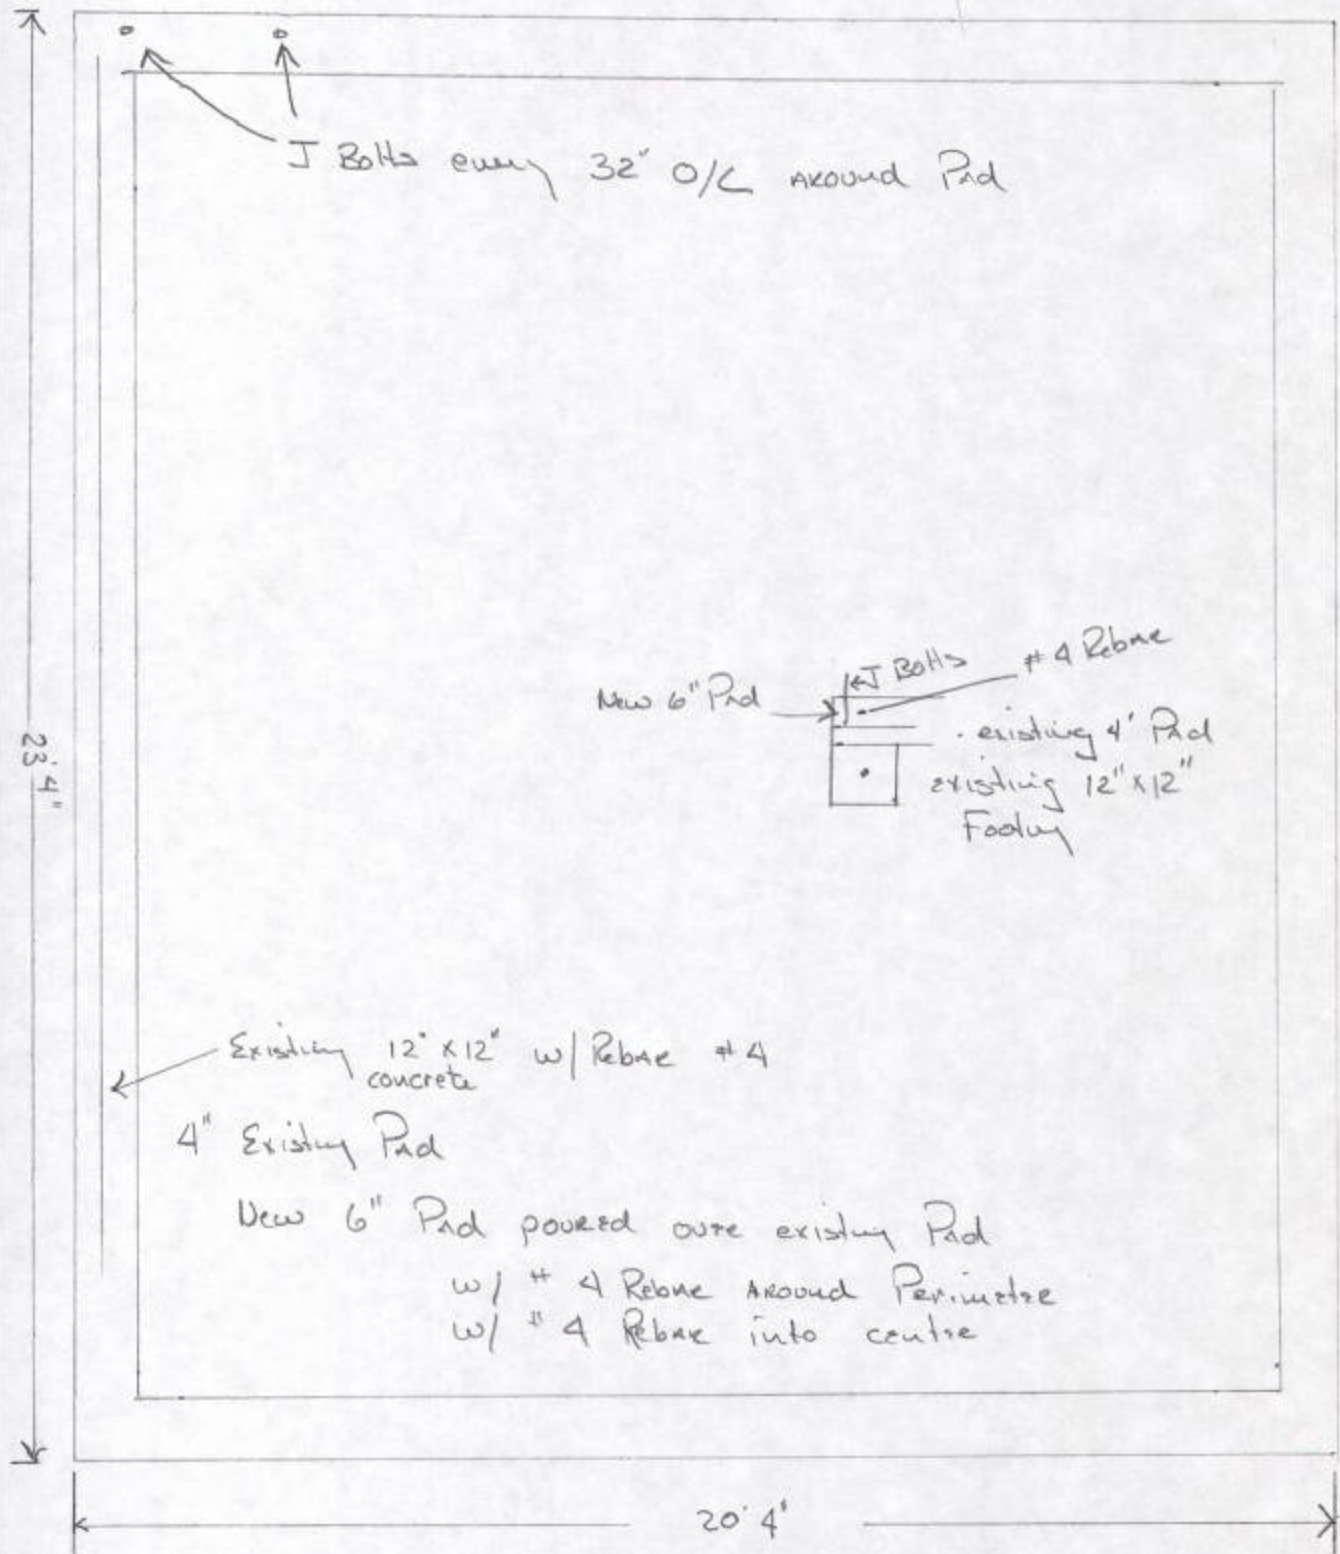 J Bolts every 32" O/C AROUND Pad
23' 4"
New 6" Pad
J Bolts
# 4 Rebar
existing 4' Pad
existing 12" x 12"
Footing
Existing 12" x 12" w/ Rebar # 4
concrete
4" Existing Pad
New 6" Pad poured over existing Pad
w/ # 4 Rebar AROUND Perimetre
w/ # 4 Rebar into centre
20' 4'